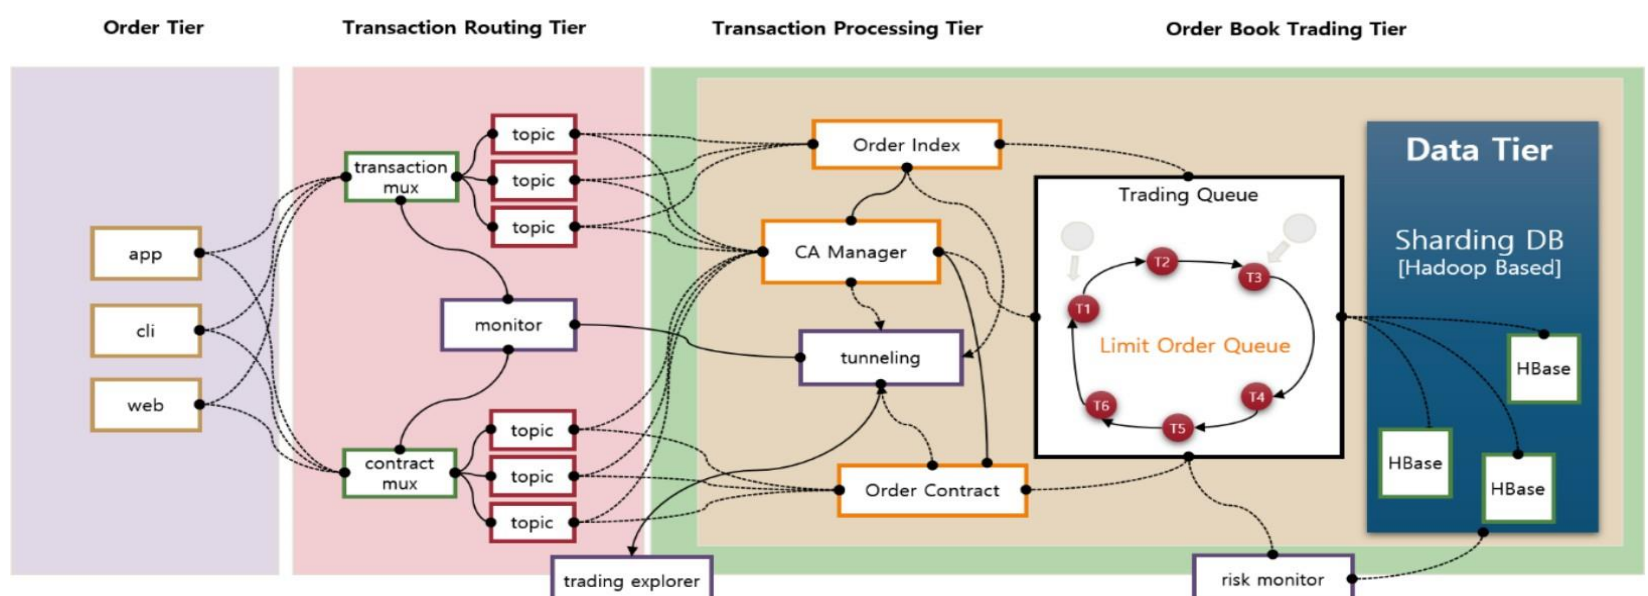 Order Tier
Transaction Routing Tier
Transaction Processing Tier
Order Book Trading Tier
app
cli
web
transaction
mux
topic
topic
topic
monitor
contract
mux
topic
topic
topic
trading explorer
Order Index
CA Manager
tunneling
Order Contract
Trading Queue
T1
T2
T3
T4
T5
T6
Limit Order Queue
risk monitor
Data Tier
Sharding DB
[Hadoop Based]
HBase
HBase
HBase